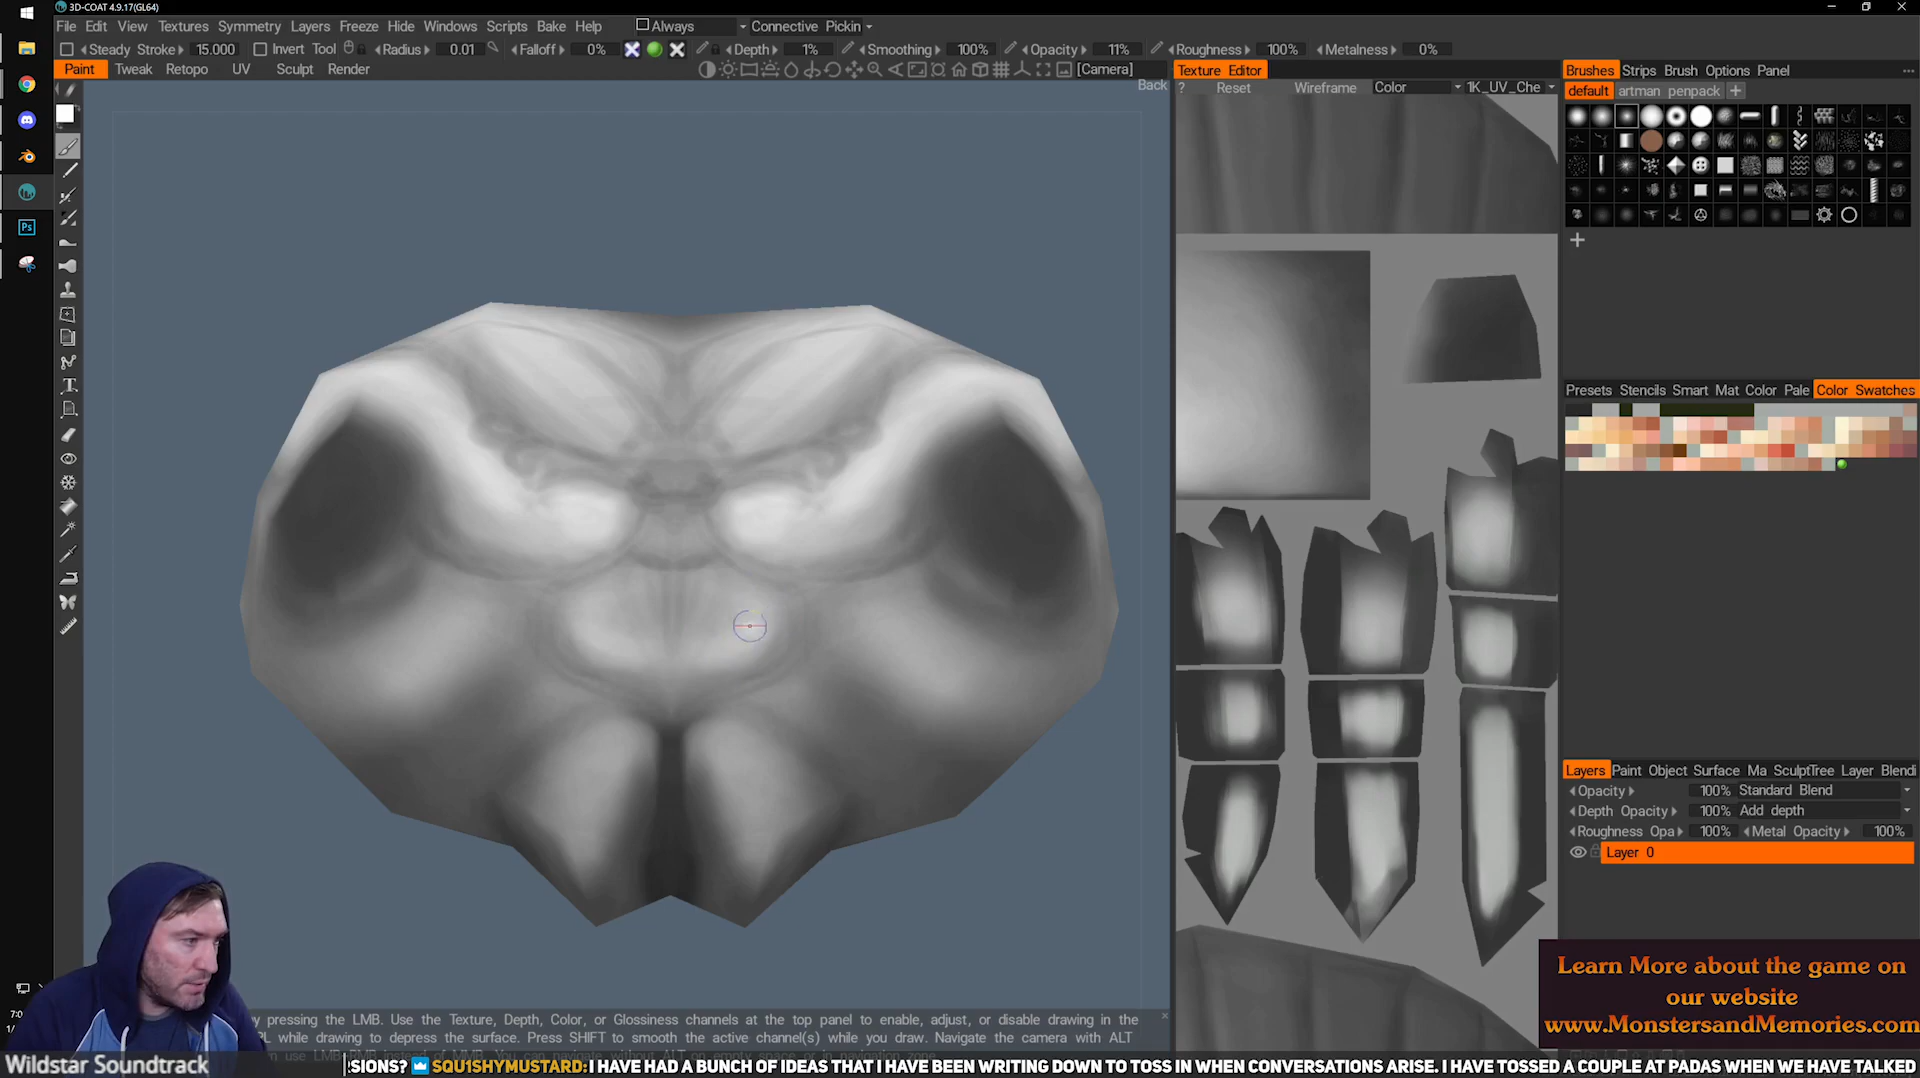 3D-COAT 4.9.17(GL64)
File Edit View Textures Symmetry Layers Freeze Hide Windows Scripts Bake Help Always Connective Pickin
Steady Stroke 15.000 Invert Tool Radius 0.01 Falloff 0% Depth 1% Smoothing 100% Opacity 11% Roughness 100% Metalness 0%
Paint Tweak Retopo UV Sculpt Render [Camera]
Back
Texture Editor
? Reset Wireframe Color 1K_UV_Che
Brushes Strips Brush Options Panel
default artman penpack +
Presets Stencils Smart Mat Color Pale Color Swatches
Layers Paint Object Surface Ma SculptTree Layer Blendi
Opacity 100% Standard Blend
Depth Opacity 100% Add depth
Roughness Opa 100% Metal Opacity 100%
Layer 0
y pressing the LMB. Use the Texture, Depth, Color, or Glossiness channels at the top panel to enable, adjust, or disable drawing in the
while drawing to depress the surface. Press SHIFT to smooth the active channel(s) while you draw. Navigate the camera with ALT
Learn More about the game on
our website
www.MonstersandMemories.com
Wildstar Soundtrack
SIONS? SQU1SHYMUSTARD: I HAVE HAD A BUNCH OF IDEAS THAT I HAVE BEEN WRITING DOWN TO TOSS IN WHEN CONVERSATIONS ARISE. I HAVE TOSSED A COUPLE AT PADAS WHEN WE HAVE TALKED